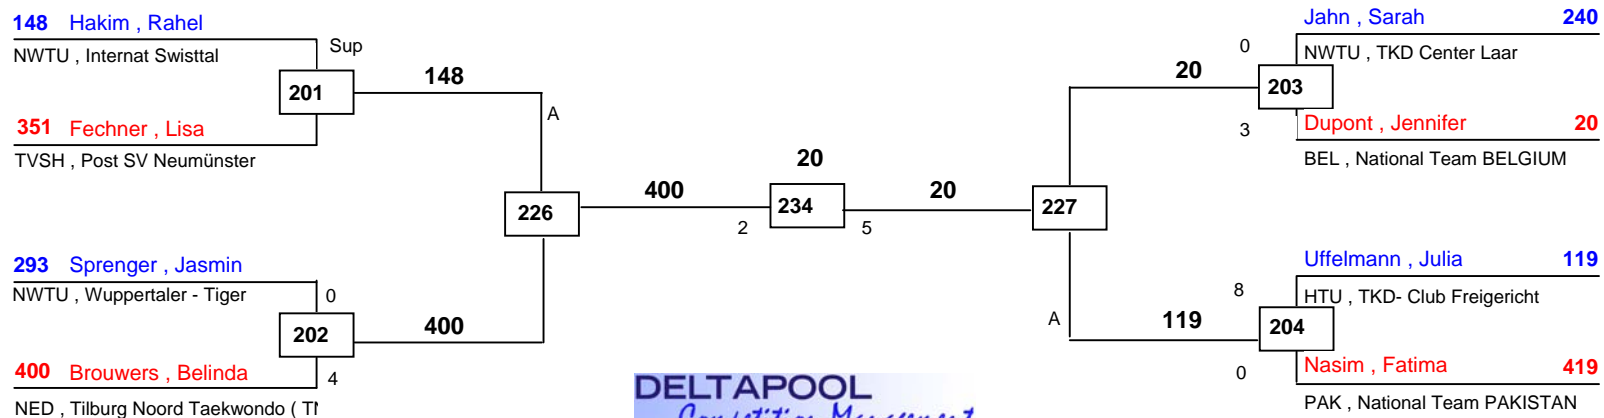 148 Hakim , Rahel
NWTU , Internat Swisttal
Sup
201
148
351 Fechner , Lisa
TVSH , Post SV Neumünster
A
226
400
293 Sprenger , Jasmin
NWTU , Wuppertaler - Tiger
0
202
400
400 Brouwers , Belinda
4
NED , Tilburg Noord Taekwondo (
20
234
2
5
20
Jahn , Sarah 240
0
NWTU , TKD Center Laar
20
203
3
Dupont , Jennifer 20
BEL , National Team BELGIUM
227
Uffelmann , Julia 119
8
HTU , TKD- Club Freigericht
A
119
204
0
Nasim , Fatima 419
PAK , National Team PAKISTAN
DELTAPOOL
Competition Management